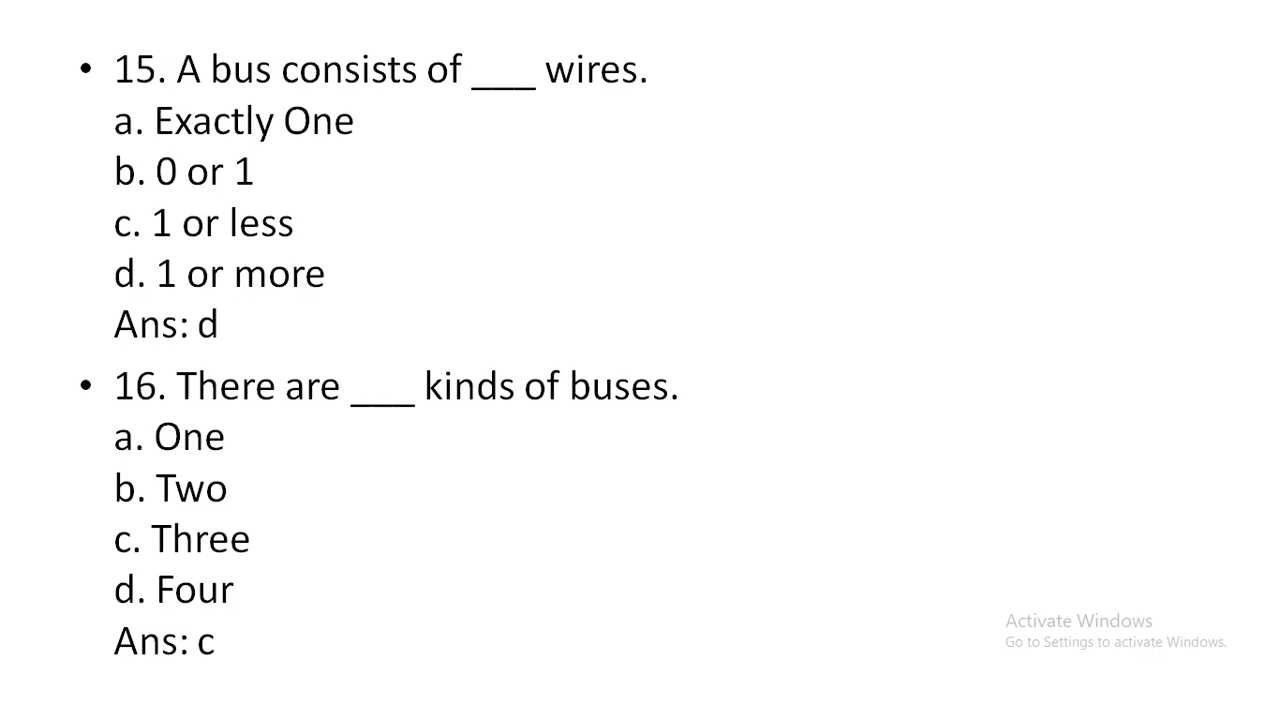 • 15. A bus consists of ___ wires.
a. Exactly One
b. 0 or 1
c. 1 or less
d. 1 or more
Ans: d
• 16. There are ___ kinds of buses.
a. One
b. Two
c. Three
d. Four
Ans: c
Activate Windows
Go to Settings to activate Windows.